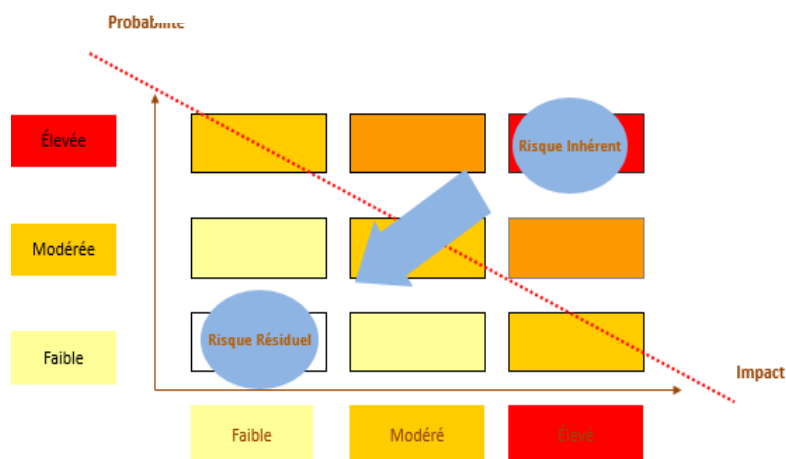 Probabilité
Élevée
Risque Inhérent
Modérée
Risque Résiduel
Faible
Impact
Faible
Modéré
Élevé